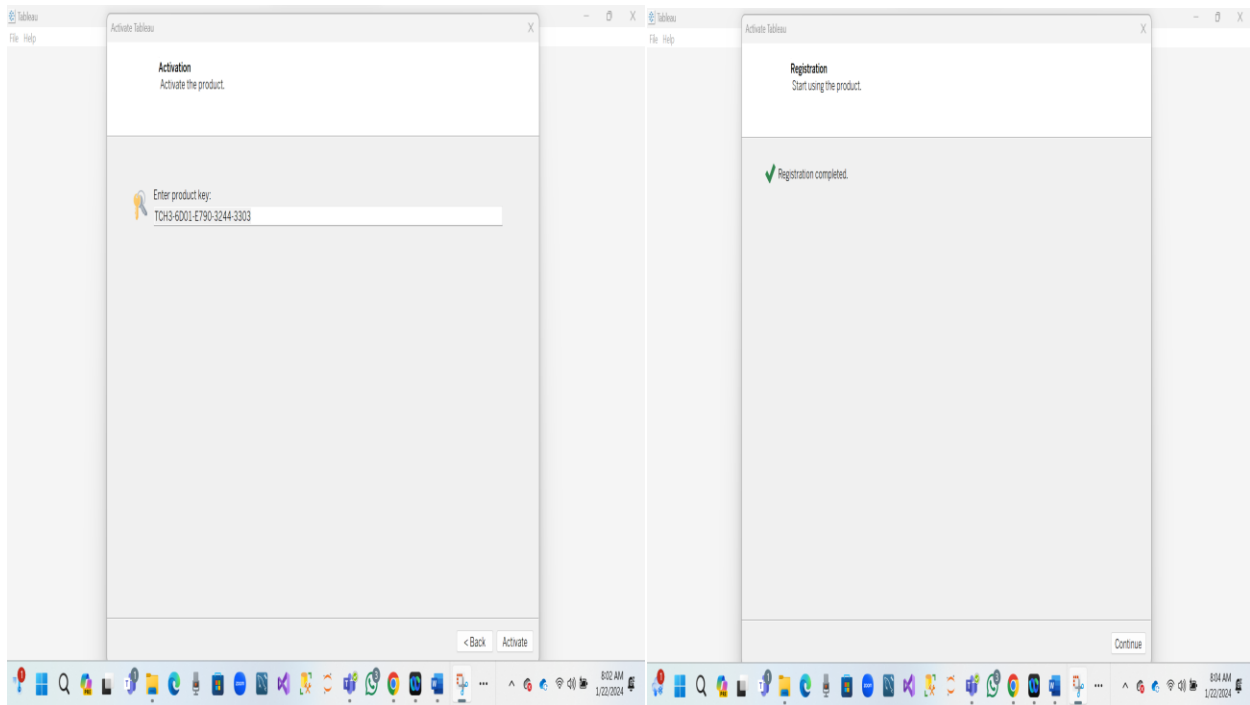 Tableau
File Help
Activate Tableau
Activation
Activate the product.
Enter product key:
TCH3-6D01-E790-3244-3303
< Back Activate
8:02 AM
1/22/2024
Tableau
File Help
Activate Tableau
Registration
Start using the product.
Registration completed.
Continue
8:04 AM
1/22/2024